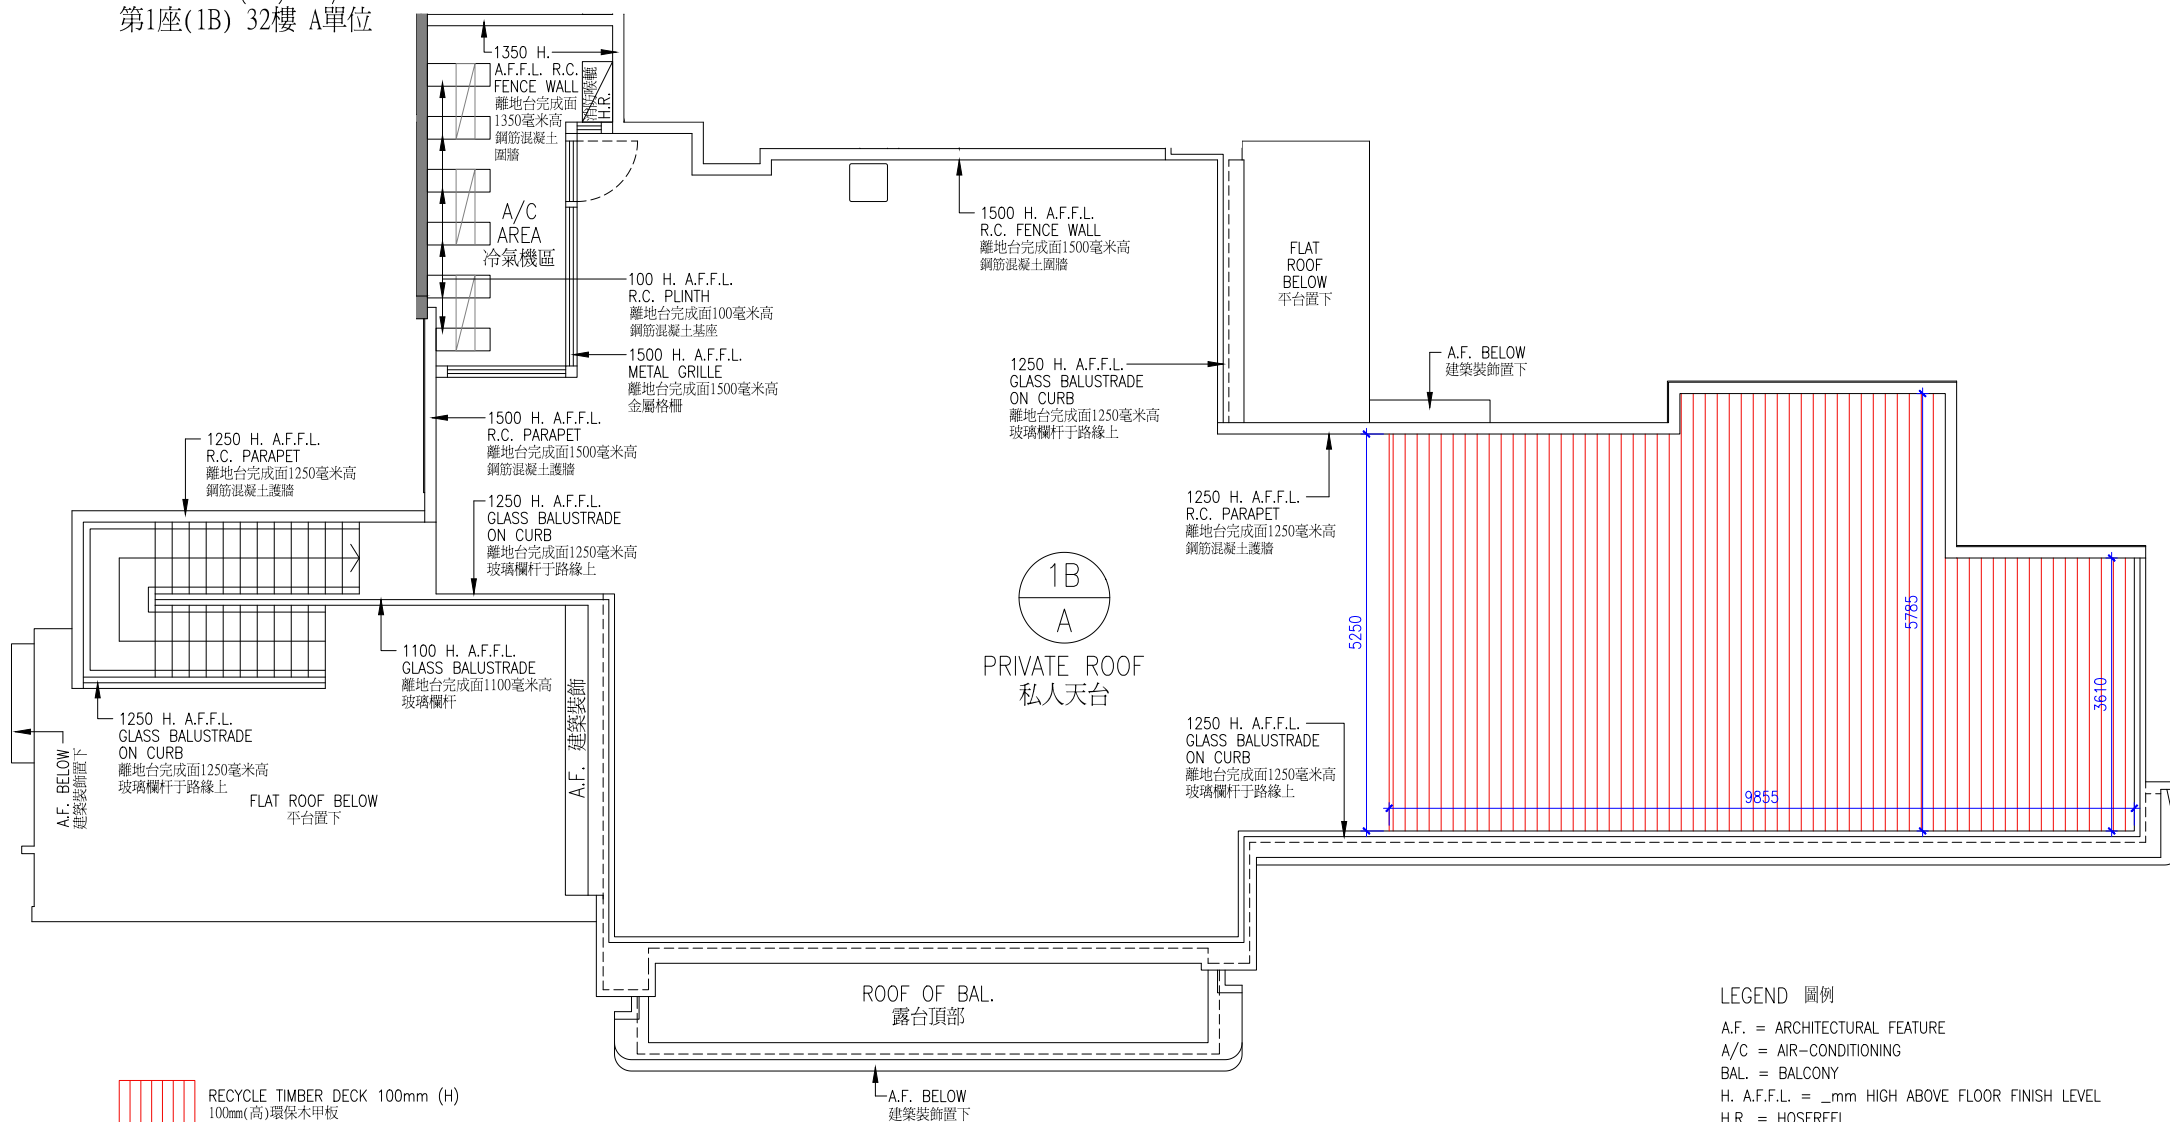 第1座(1B) 32樓 A單位
1350 H.
A.F.F.L. R.C.
FENCE WALL
離地台完成面
1350毫米高
鋼筋混凝土
圍牆
消防喉轆
H.R.
A/C
AREA
冷氣機區
1500 H. A.F.F.L.
R.C. FENCE WALL
離地台完成面1500毫米高
鋼筋混凝土圍牆
FLAT
ROOF
BELOW
平台置下
100 H. A.F.F.L.
R.C. PLINTH
離地台完成面100毫米高
鋼筋混凝土基座
1500 H. A.F.F.L.
METAL GRILLE
離地台完成面1500毫米高
金屬格柵
1250 H. A.F.F.L.
GLASS BALUSTRADE
ON CURB
離地台完成面1250毫米高
玻璃欄杆于路緣上
A.F. BELOW
建築裝飾置下
1500 H. A.F.F.L.
R.C. PARAPET
離地台完成面1500毫米高
鋼筋混凝土護牆
1250 H. A.F.F.L.
R.C. PARAPET
離地台完成面1250毫米高
鋼筋混凝土護牆
1250 H. A.F.F.L.
GLASS BALUSTRADE
ON CURB
離地台完成面1250毫米高
玻璃欄杆于路緣上
1250 H. A.F.F.L.
R.C. PARAPET
離地台完成面1250毫米高
鋼筋混凝土護牆
1B
A
PRIVATE ROOF
私人天台
5250
5785
3610
9855
1100 H. A.F.F.L.
GLASS BALUSTRADE
離地台完成面1100毫米高
玻璃欄杆
A.F. 建築裝飾
1250 H. A.F.F.L.
GLASS BALUSTRADE
ON CURB
離地台完成面1250毫米高
玻璃欄杆于路緣上
1250 H. A.F.F.L.
GLASS BALUSTRADE
ON CURB
離地台完成面1250毫米高
玻璃欄杆于路緣上
A.F. BELOW
建築裝飾置下
FLAT ROOF BELOW
平台置下
ROOF OF BAL.
露台頂部
A.F. BELOW
建築裝飾置下
RECYCLE TIMBER DECK 100mm (H)
100mm(高)環保木甲板
LEGEND 圖例
A.F. = ARCHITECTURAL FEATURE
A/C = AIR-CONDITIONING
BAL. = BALCONY
H. A.F.F.L. = _mm HIGH ABOVE FLOOR FINISH LEVEL
H.R. = HOSEREEL